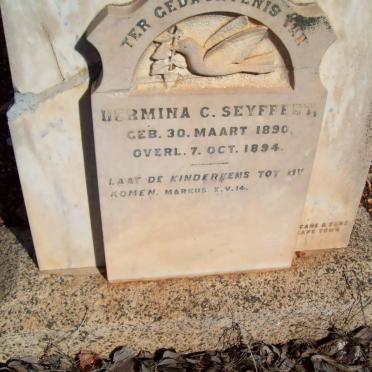 TER GEDACHTENIS VAN
HERMINA C. SEYFFERT,
GEB. 30. MAART 1890,
OVERL. 7. OCT. 1894.
LAAT DE KINDERKENS TOT MY
KOMEN. MARKUS X.V.14.
CAPE TOWN